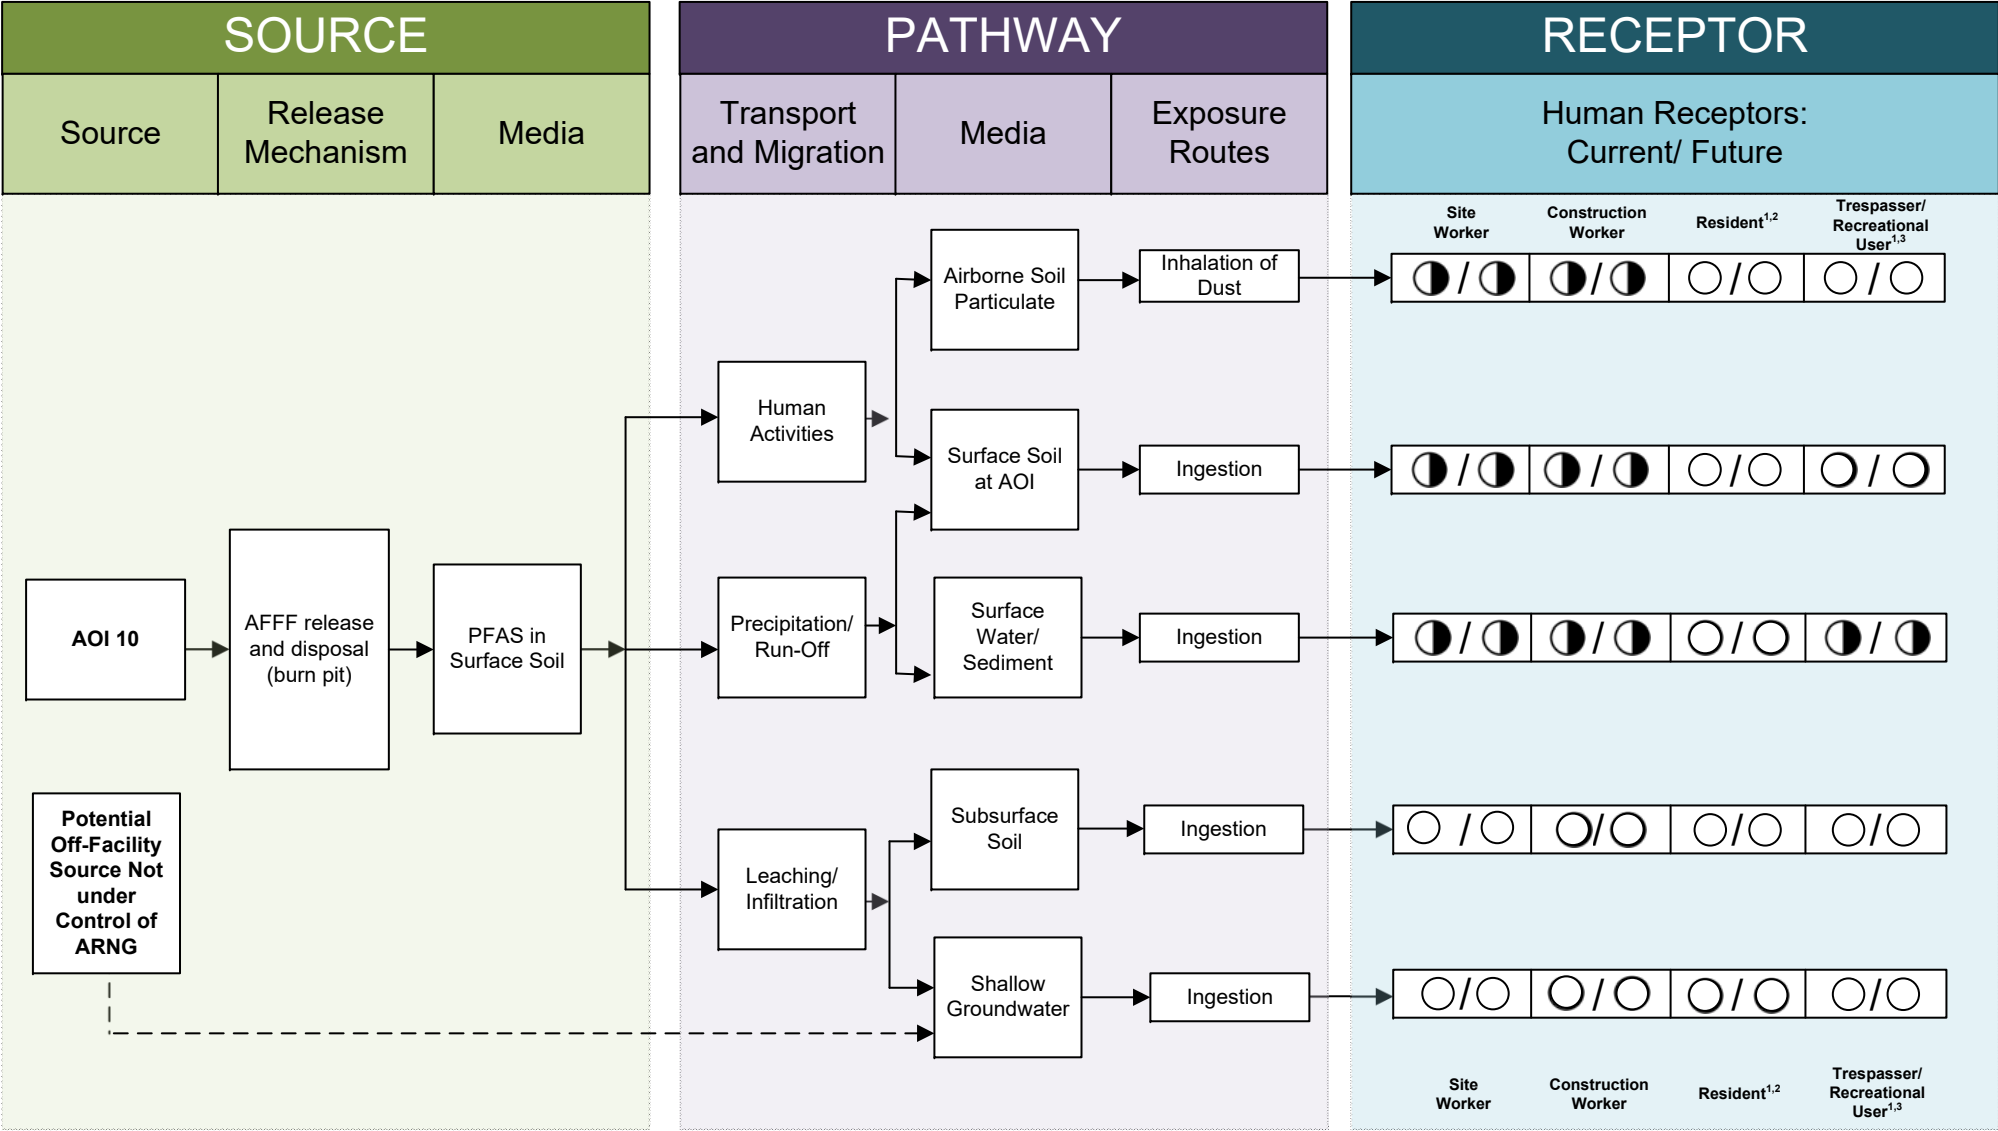 SOURCE
PATHWAY
RECEPTOR
Source
Release
Mechanism
Media
Transport
and Migration
Media
Exposure
Routes
Human Receptors:
Current/ Future
Site
Worker
Construction
Worker
Resident1,2
Trespasser/
Recreational
User1,3
Airborne Soil
Particulate
Inhalation of
Dust
/
/
/
/
Human
Activities
Surface Soil
at AOI
Ingestion
/
/
/
/
AOI 10
AFFF release
and disposal
(burn pit)
PFAS in
Surface Soil
Precipitation/
Run-Off
Surface
Water/
Sediment
Ingestion
/
/
/
/
Potential
Off-Facility
Source Not
under
Control of
ARNG
Leaching/
Infiltration
Subsurface
Soil
Ingestion
/
/
/
/
Shallow
Groundwater
Ingestion
/
/
/
/
Site
Worker
Construction
Worker
Resident1,2
Trespasser/
Recreational
User1,3